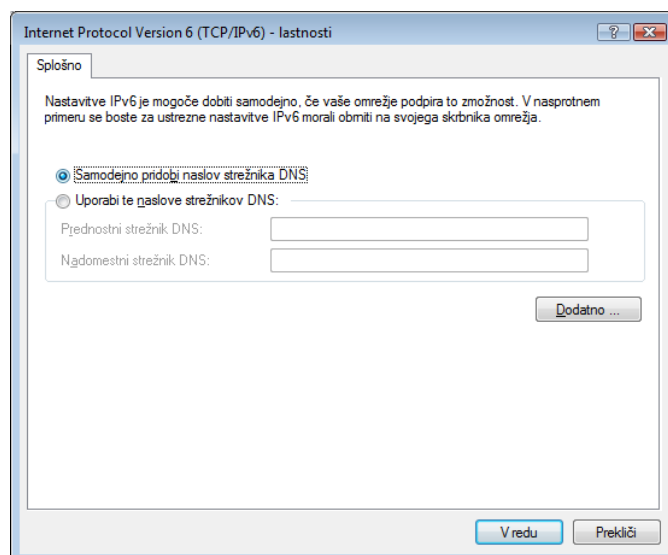 Internet Protocol Version 6 (TCP/IPv6) - lastnosti
Splošno
Nastavitve IPv6 je mogoče dobiti samodejno, če vaše omrežje podpira to zmožnost. V nasprotnem
primeru se boste za ustrezne nastavitve IPv6 morali obrniti na svojega skrbnika omrežja.
Samodejno pridobi naslov strežnika DNS
Uporabi te naslove strežnikov DNS:
Prednostni strežnik DNS:
Nadomestni strežnik DNS:
Dodatno ...
V redu
Prekliči